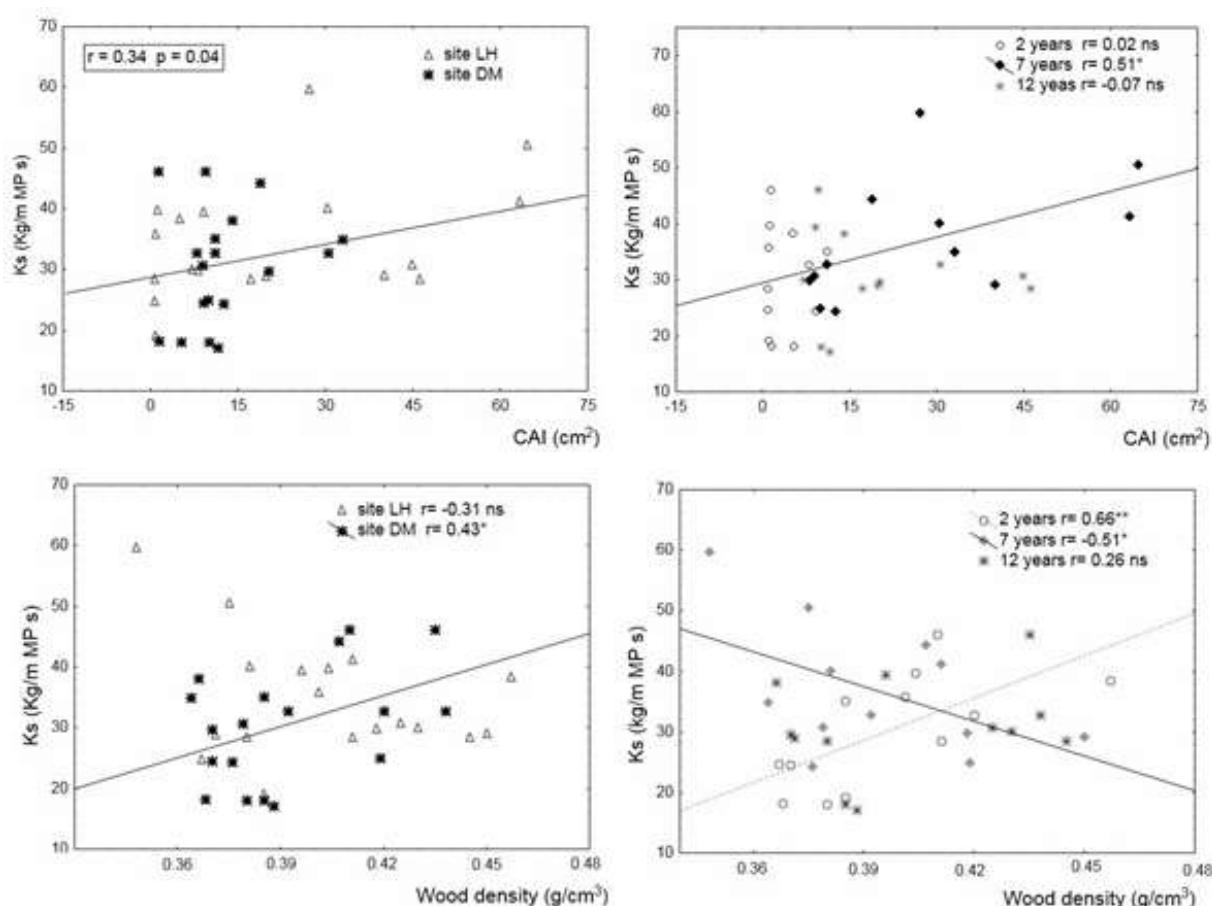 70
60
50
40
30
20
10
Ks (Kg/m MP s)
r = 0.34 p = 0.04
site LH
site DM
-15 0 15 30 45 60 75
CAI (cm²)
70
60
50
40
30
20
10
Ks (Kg/m MP s)
2 years r= 0.02 ns
7 years r= 0.51*
12 yeas r= -0.07 ns
-15 0 15 30 45 60 75
CAI (cm²)
70
60
50
40
30
20
10
Ks (Kg/m MP s)
site LH r= -0.31 ns
site DM r= 0.43*
0.36 0.39 0.42 0.45 0.48
Wood density (g/cm³)
70
60
50
40
30
20
10
Ks (kg/m MP s)
2 years r= 0.66**
7 years r= -0.51*
12 years r= 0.26 ns
0.36 0.39 0.42 0.45 0.48
Wood density (g/cm³)